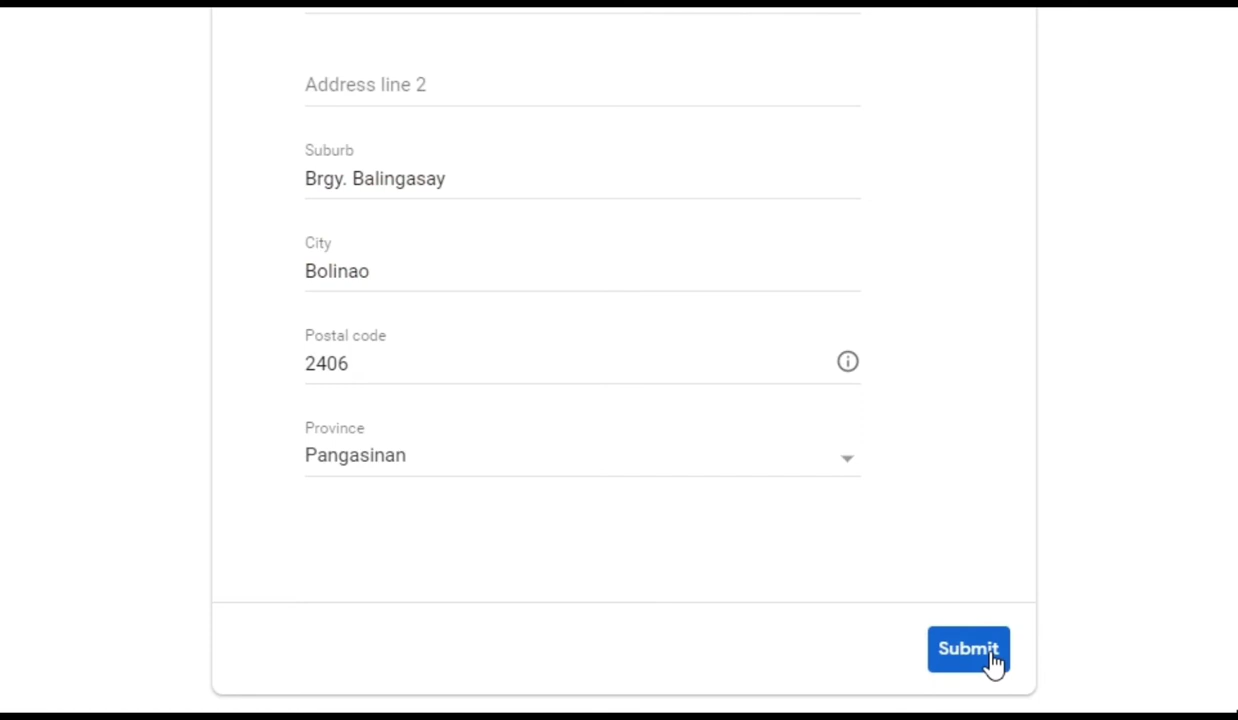 Address line 2
Suburb
Brgy. Balingasay
City
Bolinao
Postal code
2406
Province
Pangasinan
Submit